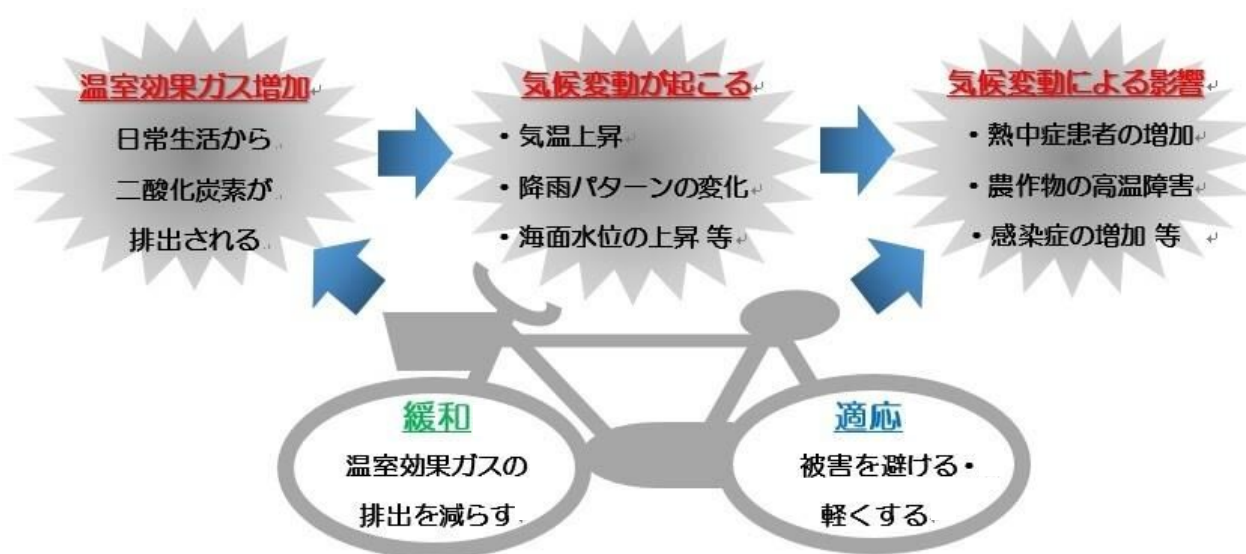 温室効果ガス増加
日常生活から
二酸化炭素が
排出される
気候変動が起こる
・気温上昇
・降雨パターンの変化
・海面水位の上昇 等
気候変動による影響
・熱中症患者の増加
・農作物の高温障害
・感染症の増加 等
緩和
温室効果ガスの
排出を減らす
適応
被害を避ける・
軽くする